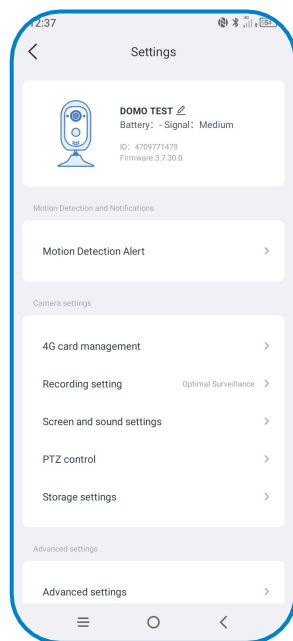 12:37
4G
Settings
DOMO TEST
Battery: - Signal: Medium
ID: 4709771479
Firmware:3.7.30.0
Motion Detection and Notifications
Motion Detection Alert
Camera settings
4G card management
Recording setting Optimal Surveillance
Screen and sound settings
PTZ control
Storage settings
Advanced settings
Advanced settings